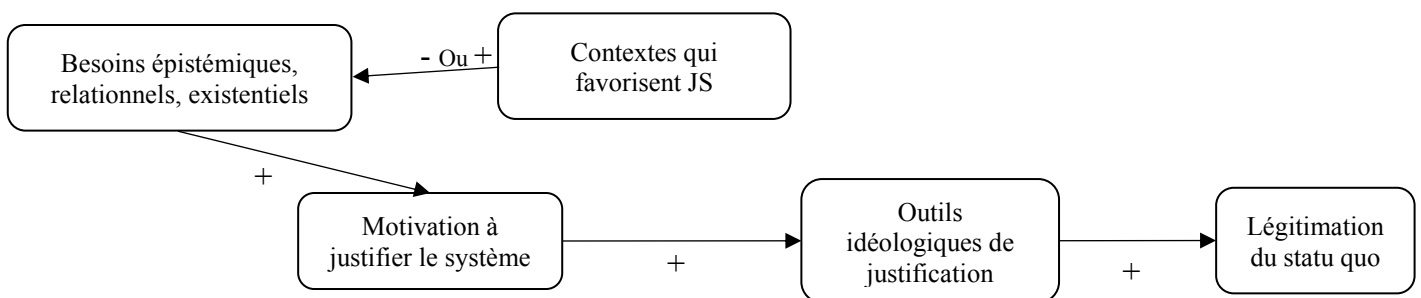 Besoins épistémiques,
relationnels, existentiels
- Ou +
Contextes qui
favorisent JS
+
Motivation à
justifier le système
+
Outils
idéologiques de
justification
+
Légitimation
du statu quo